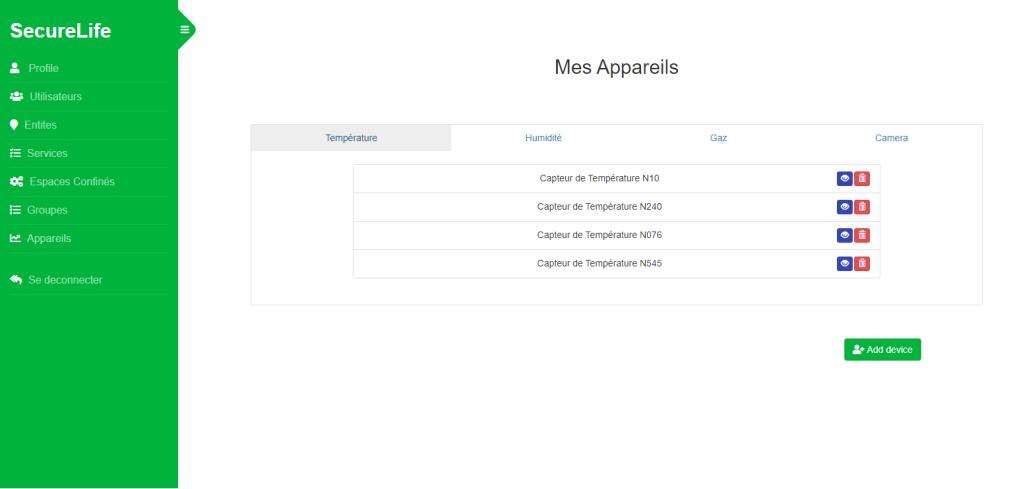 SecureLife
Profile
Utilisateurs
Entites
Services
Espaces Confinés
Groupes
Appareils
Se deconnecter
Mes Appareils
Température Humidité Gaz Camera
Capteur de Température N10
Capteur de Température N240
Capteur de Température N076
Capteur de Température N545
Add device